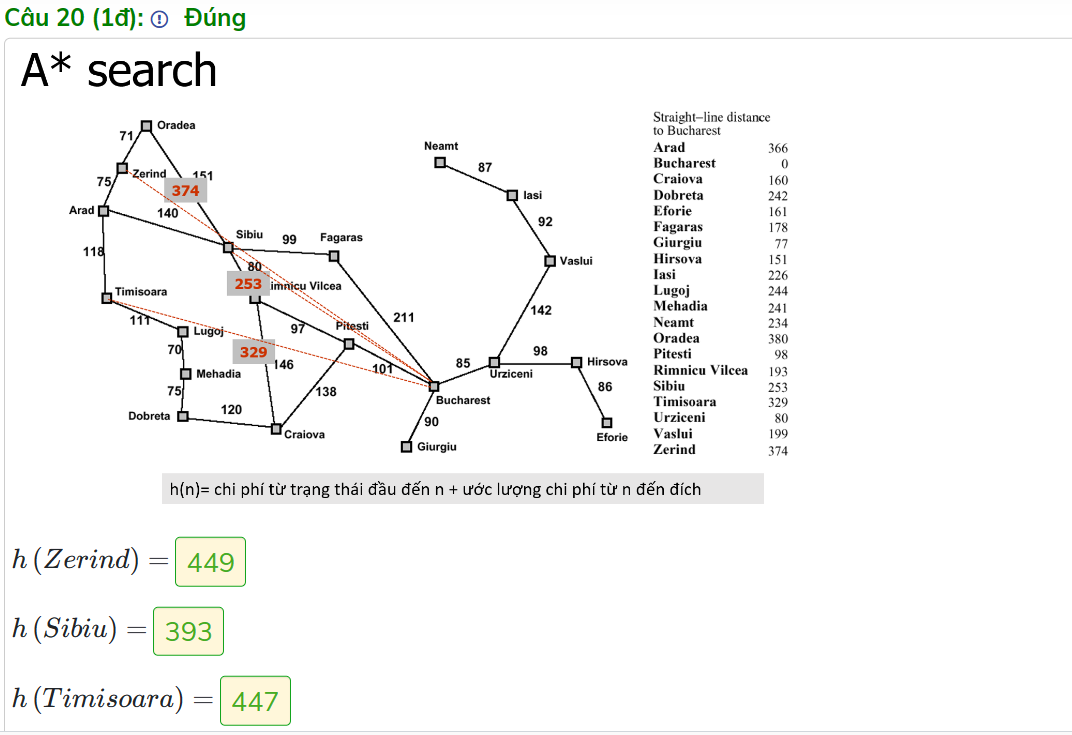 Câu 20 (1đ): Đúng
A* search
Oradea
71
Neamt
87
Zerind
151
374
75
Iasi
Arad
140
92
Sibiu
99
Fagaras
118
80
Vaslui
Timisoara
253
imnicu Vilcea
111
Lugoj
97
Pitesti
211
142
70
329
146
98
Hirsova
Mehadia
101
85
Urziceni
75
138
86
Bucharest
Dobreta
120
90
Craiova
Giurgiu
Eforie
Straight–line distance
to Bucharest
Arad 366
Bucharest 0
Craiova 160
Dobreta 242
Eforie 161
Fagaras 178
Giurgiu 77
Hirsova 151
Iasi 226
Lugoj 244
Mehadia 241
Neamt 234
Oradea 380
Pitesti 98
Rimnicu Vilcea 193
Sibiu 253
Timisoara 329
Urziceni 80
Vaslui 199
Zerind 374
h(n)= chi phí từ trạng thái đầu đến n + ước lượng chi phí từ n đến đích
h (Zerind) = 449
h (Sibiu) = 393
h (Timisoara) = 447